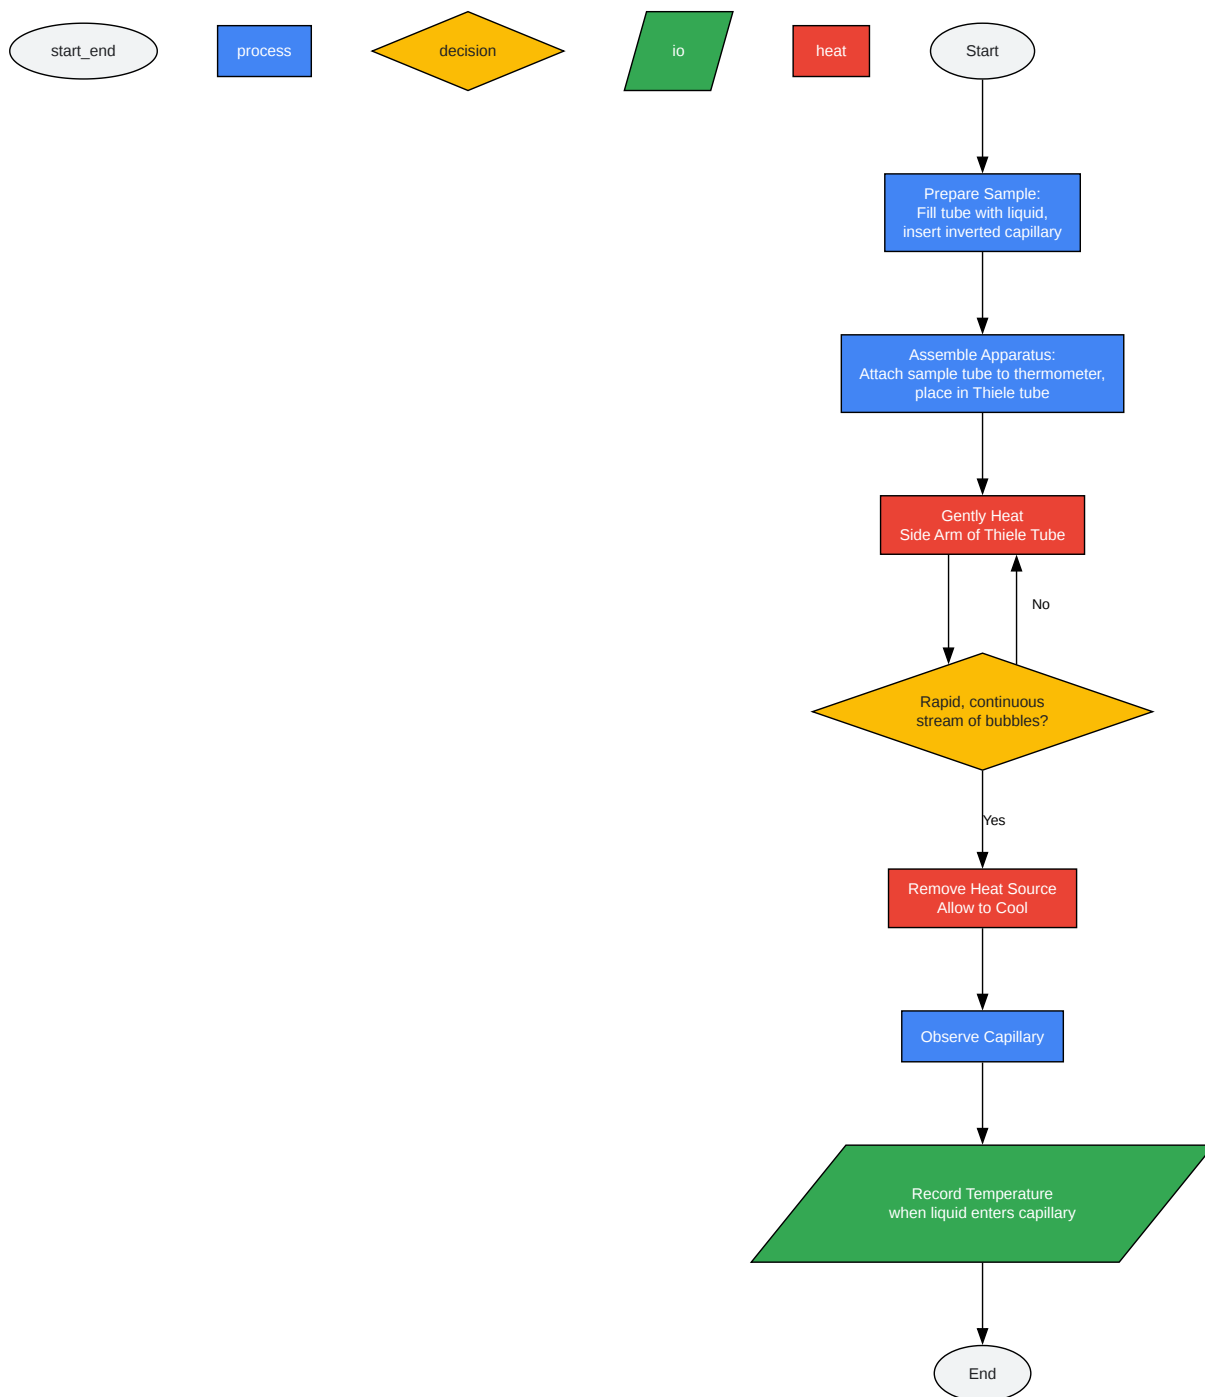 start_end
process
decision
io
heat
Start
Prepare Sample:
Fill tube with liquid,
insert inverted capillary
Assemble Apparatus:
Attach sample tube to thermometer,
place in Thiele tube
Gently Heat
Side Arm of Thiele Tube
No
Rapid, continuous
stream of bubbles?
Yes
Remove Heat Source
Allow to Cool
Observe Capillary
Record Temperature
when liquid enters capillary
End